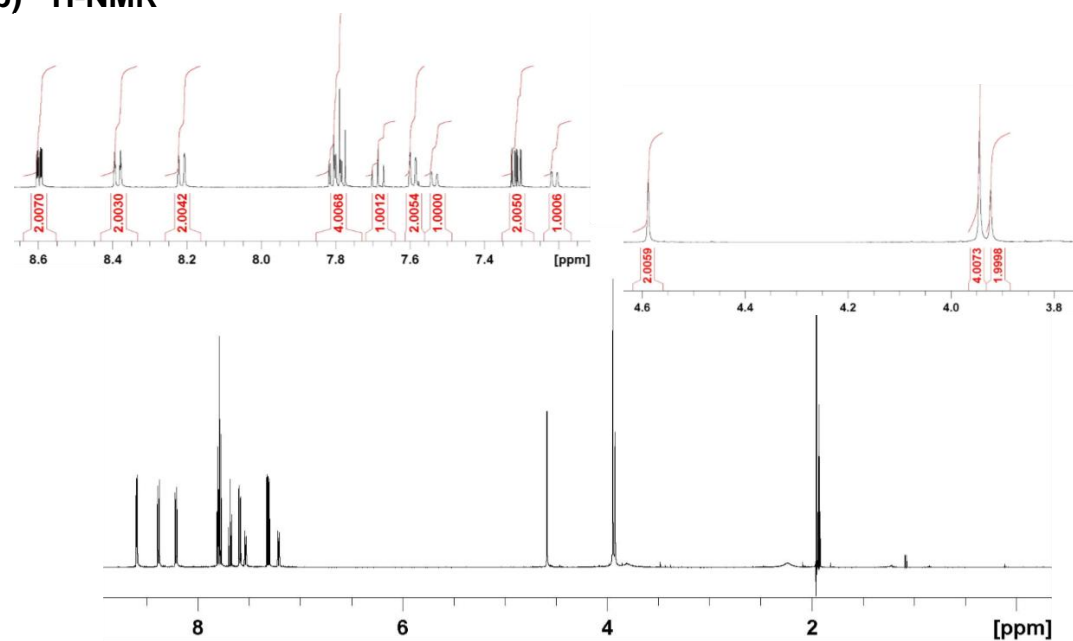 b) ¹H-NMR
2.0070 2.0030 2.0042 4.0068 1.0012 2.0054 1.0000 2.0050 1.0006
8.6 8.4 8.2 8.0 7.8 7.6 7.4 [ppm]
2.0059 4.0073 1.9998
4.6 4.4 4.2 4.0 3.8
8 6 4 2 [ppm]